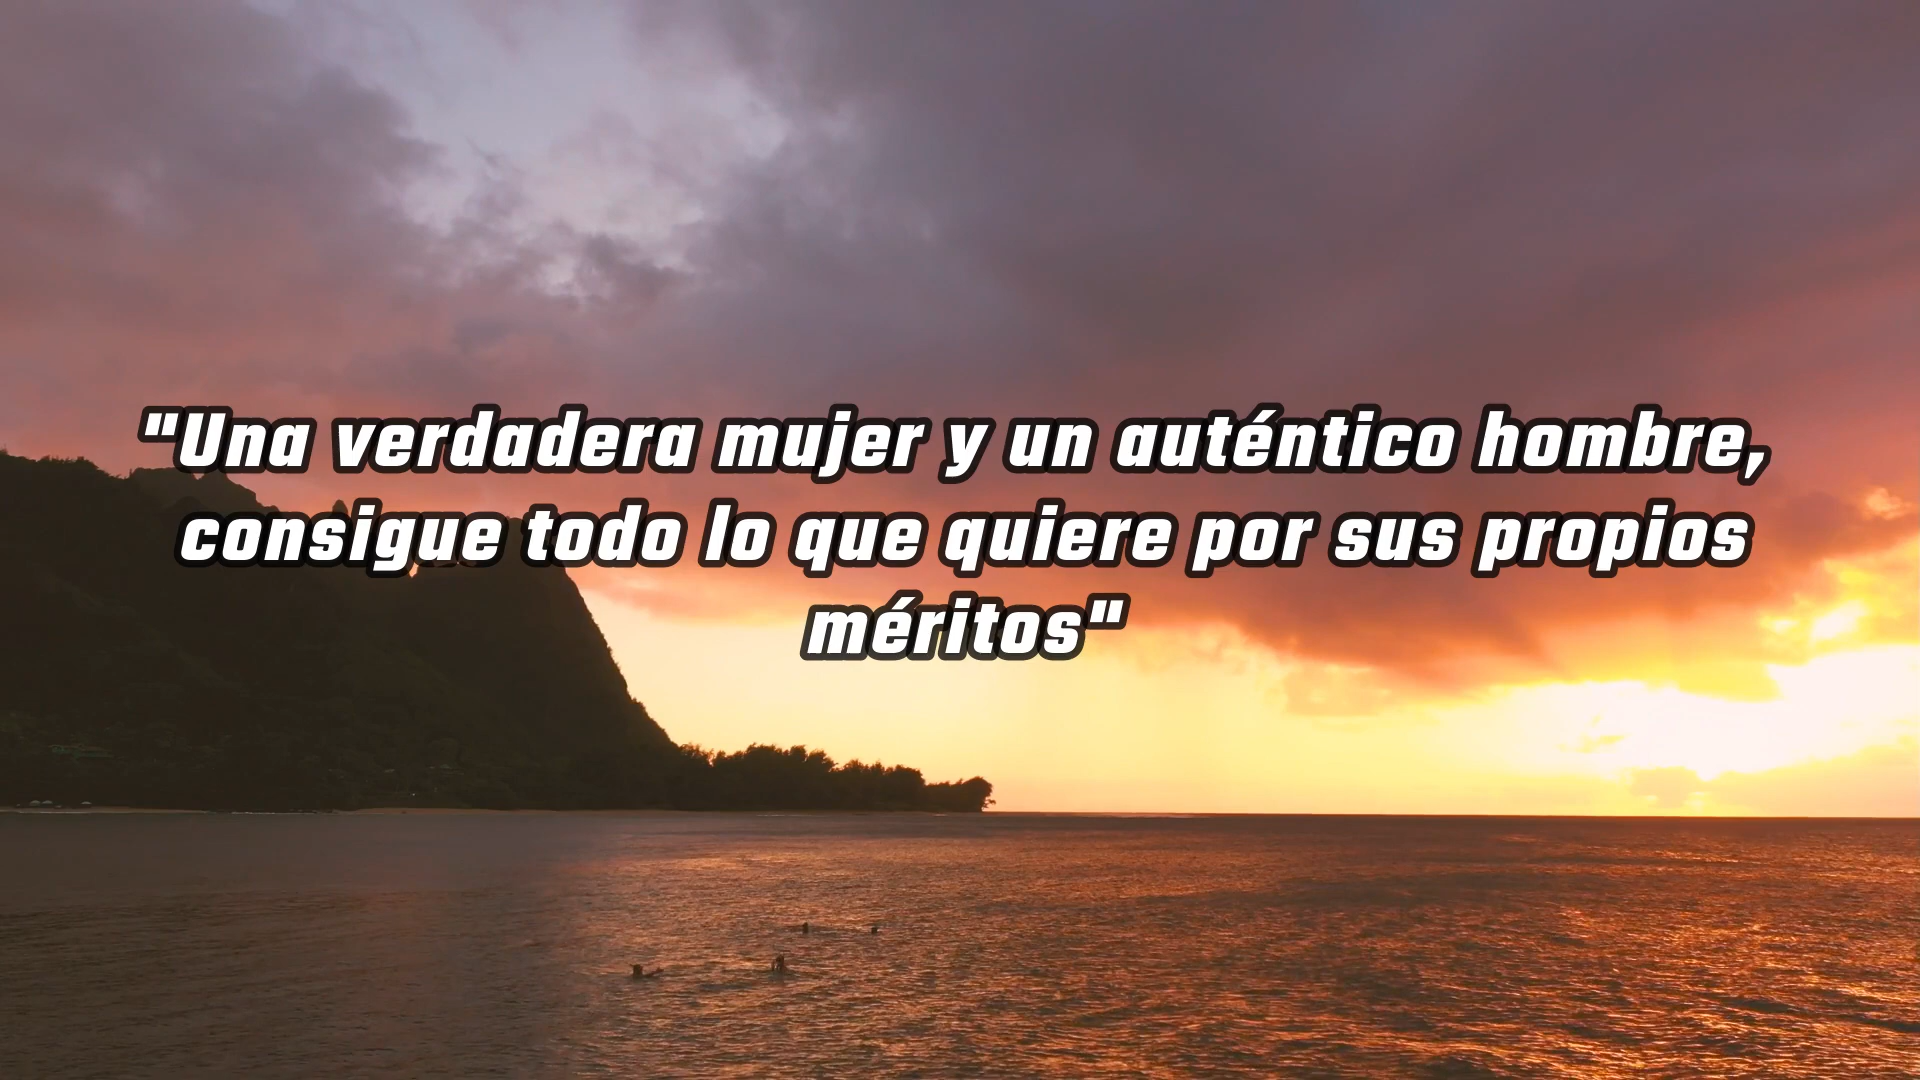 "Una verdadera mujer y un auténtico hombre,
consigue todo lo que quiere por sus propios
méritos"